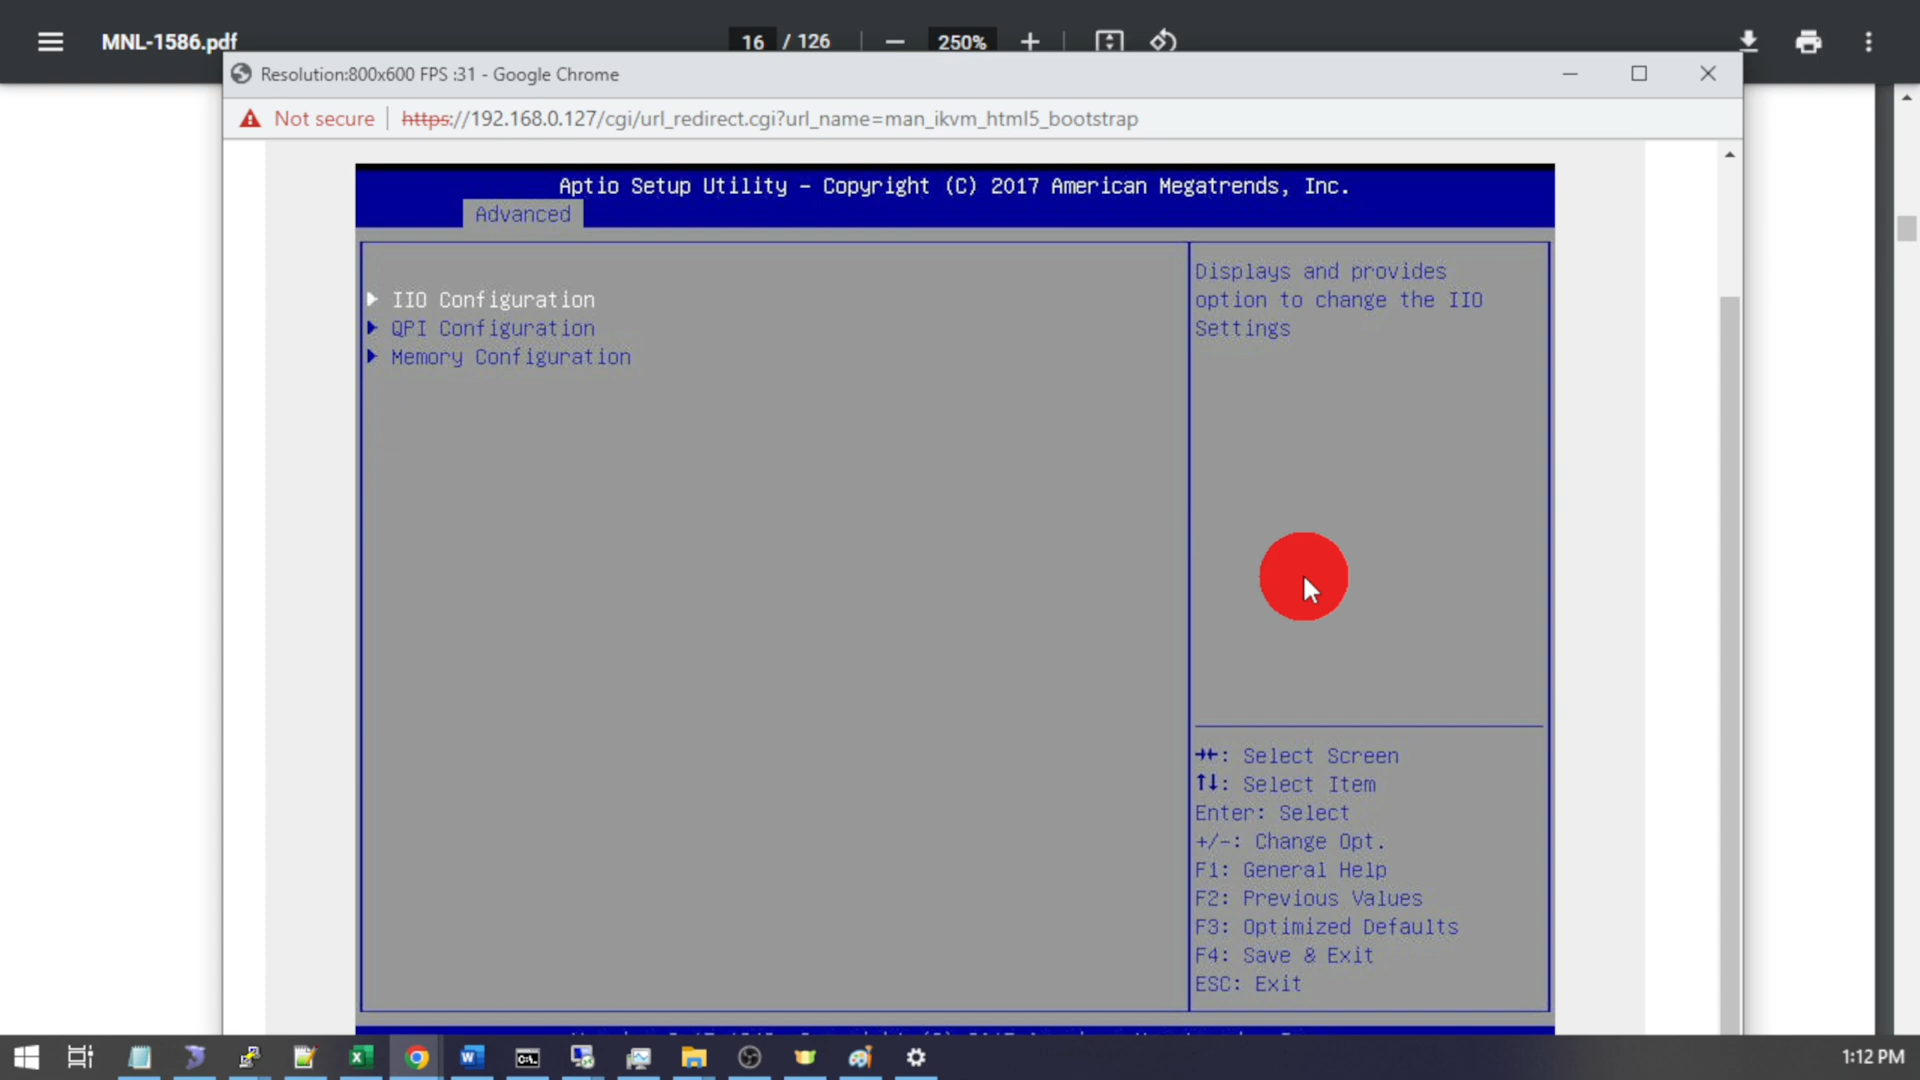 MNL-1586.pdf
16 / 126
250%
Resolution:800x600 FPS :31 - Google Chrome
Not secure
https://192.168.0.127/cgi/url_redirect.cgi?url_name=man_ikvm_html5_bootstrap
Aptio Setup Utility – Copyright (C) 2017 American Megatrends, Inc.
Advanced
IIO Configuration
QPI Configuration
Memory Configuration
Displays and provides
option to change the IIO
Settings
→←: Select Screen
↑↓: Select Item
Enter: Select
+/-: Change Opt.
F1: General Help
F2: Previous Values
F3: Optimized Defaults
F4: Save & Exit
ESC: Exit
1:12 PM